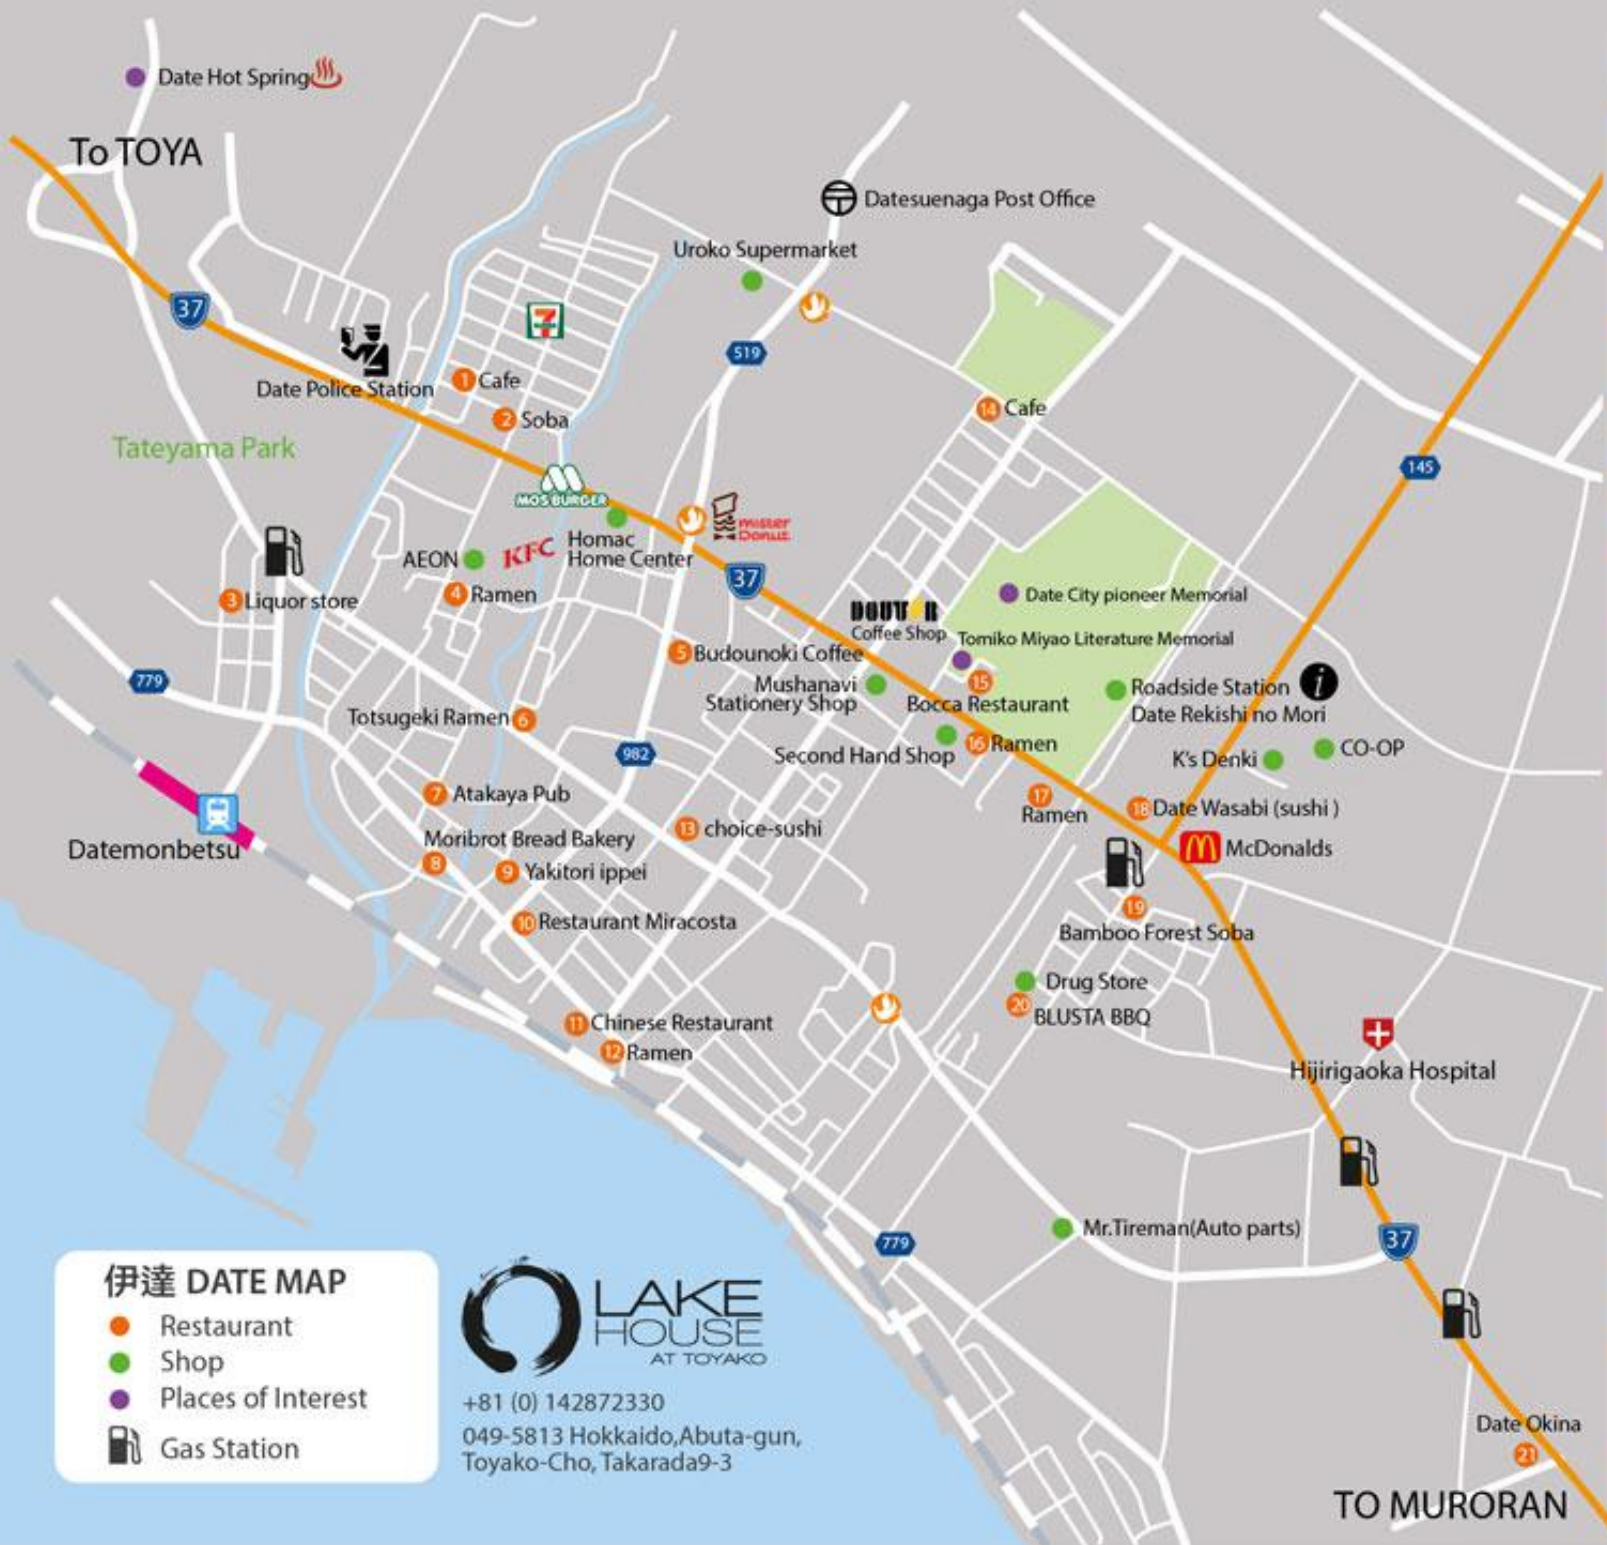 Date Hot Spring
To TOYA
Datesuenaga Post Office
Uroko Supermarket
37
519
7
Date Police Station
1 Cafe
2 Soba
14 Cafe
Tateyama Park
145
MOS BURGER
mister Donut
Homac
Home Center
AEON
KFC
37
3 Liquor store
4 Ramen
Date City pioneer Memorial
DOUTOR
Coffee Shop
Tomiko Miyao Literature Memorial
5 Budounoki Coffee
779
Mushanavi
Stationery Shop
15
Bocca Restaurant
Roadside Station
Date Rekishi no Mori
i
Totsugeki Ramen 6
982
Second Hand Shop
16 Ramen
K's Denki
CO-OP
7 Atakaya Pub
17
Ramen
18 Date Wasabi (sushi )
13 choice-sushi
Datemonbetsu
Moribrot Bread Bakery
8
9 Yakitori ippei
McDonalds
10 Restaurant Miracosta
19
Bamboo Forest Soba
Drug Store
20
BLUSTA BBQ
11 Chinese Restaurant
12 Ramen
Hijirigaoka Hospital
Mr.Tireman(Auto parts)
779
37
伊達 DATE MAP
Restaurant
Shop
Places of Interest
Gas Station
LAKE
HOUSE
AT TOYAKO
+81 (0) 142872330
049-5813 Hokkaido,Abuta-gun,
Toyako-Cho, Takarada9-3
Date Okina
21
TO MURORAN